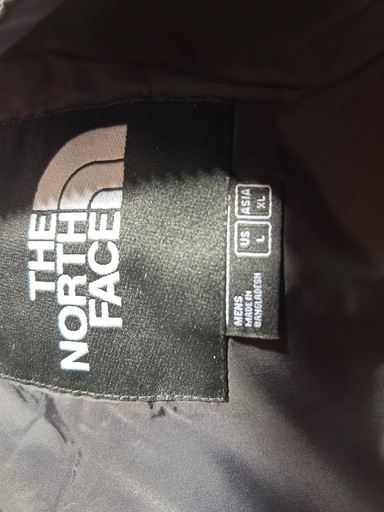 THE
NORTH
FACE
US L
ASIA XL
MENS
MADE IN
BANGLADESH